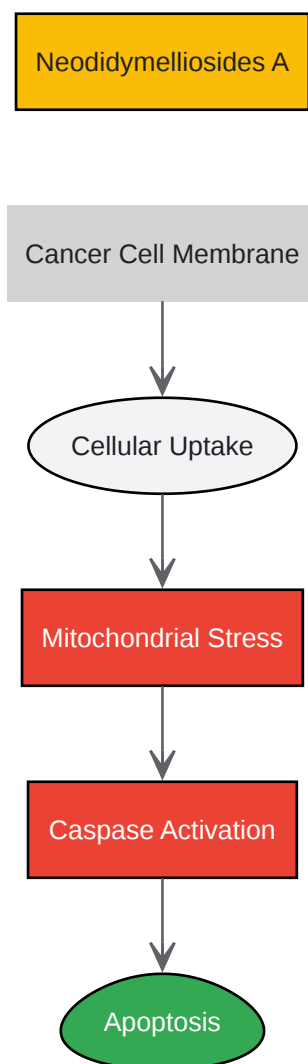 Neodidymelliosides A
Cancer Cell Membrane
Cellular Uptake
Mitochondrial Stress
Caspase Activation
Apoptosis